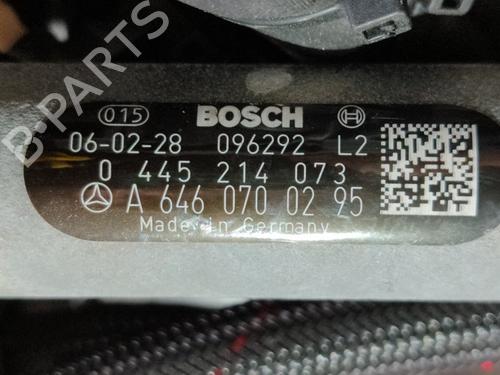 015 BOSCH
06-02-28 096292 L2
0 445 214 073
A 646 070 02 95
Made in Germany
B-PARTS